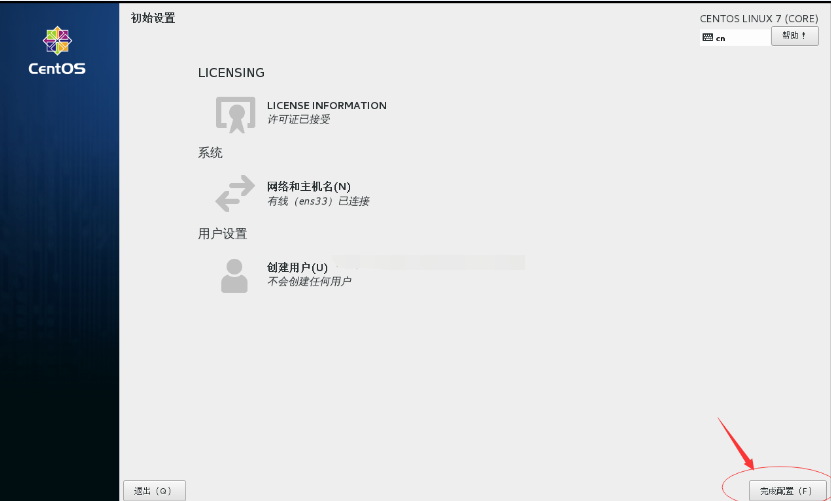 初始设置
CENTOS LINUX 7 (CORE)
cn
帮助！
CentOS
LICENSING
LICENSE INFORMATION
许可证已接受
系统
网络和主机名(N)
有线（ens33）已连接
用户设置
创建用户(U)
不会创建任何用户
退出（Q）
完成配置（F）